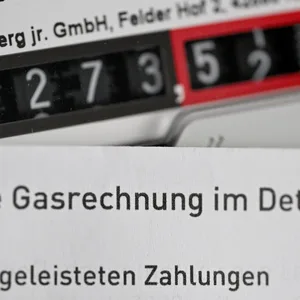 erg jr. GmbH, Felder Hof 2,
273,52
e Gasrechnung im Det
geleisteten Zahlungen